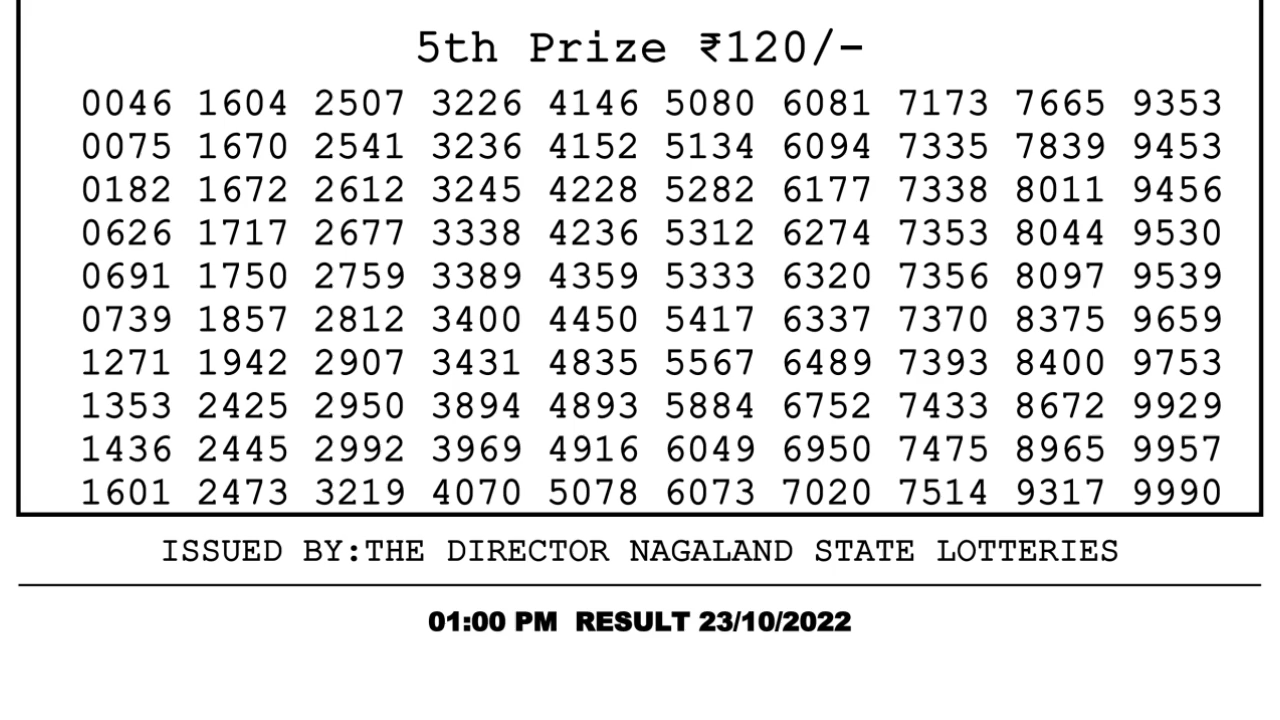 5th Prize ₹120/-
0046 1604 2507 3226 4146 5080 6081 7173 7665 9353
0075 1670 2541 3236 4152 5134 6094 7335 7839 9453
0182 1672 2612 3245 4228 5282 6177 7338 8011 9456
0626 1717 2677 3338 4236 5312 6274 7353 8044 9530
0691 1750 2759 3389 4359 5333 6320 7356 8097 9539
0739 1857 2812 3400 4450 5417 6337 7370 8375 9659
1271 1942 2907 3431 4835 5567 6489 7393 8400 9753
1353 2425 2950 3894 4893 5884 6752 7433 8672 9929
1436 2445 2992 3969 4916 6049 6950 7475 8965 9957
1601 2473 3219 4070 5078 6073 7020 7514 9317 9990
ISSUED BY:THE DIRECTOR NAGALAND STATE LOTTERIES
01:00 PM RESULT 23/10/2022